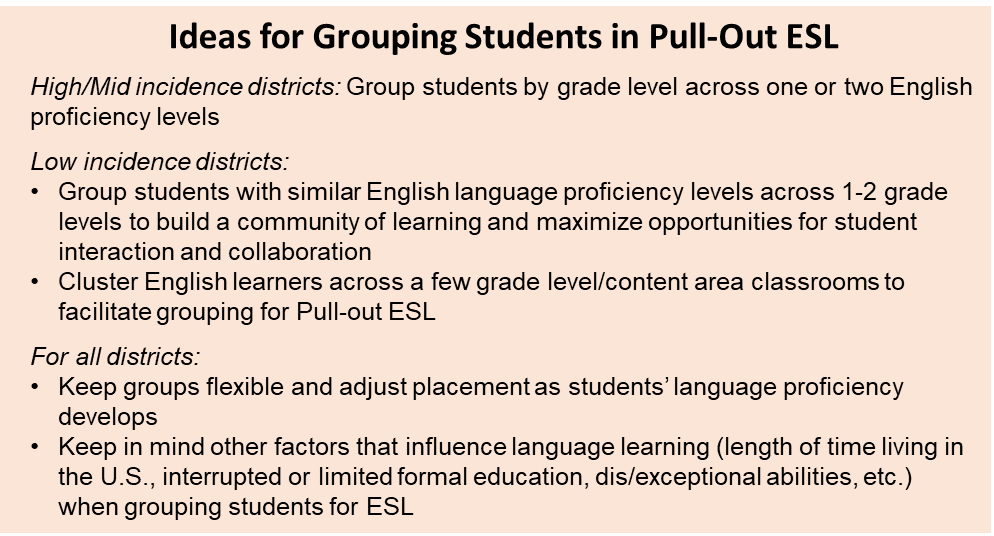 Ideas for Grouping Students in Pull-Out ESL
High/Mid incidence districts: Group students by grade level across one or two English
proficiency levels
Low incidence districts:
• Group students with similar English language proficiency levels across 1-2 grade
levels to build a community of learning and maximize opportunities for student
interaction and collaboration
• Cluster English learners across a few grade level/content area classrooms to
facilitate grouping for Pull-out ESL
For all districts:
• Keep groups flexible and adjust placement as students’ language proficiency
develops
• Keep in mind other factors that influence language learning (length of time living in
the U.S., interrupted or limited formal education, dis/exceptional abilities, etc.)
when grouping students for ESL